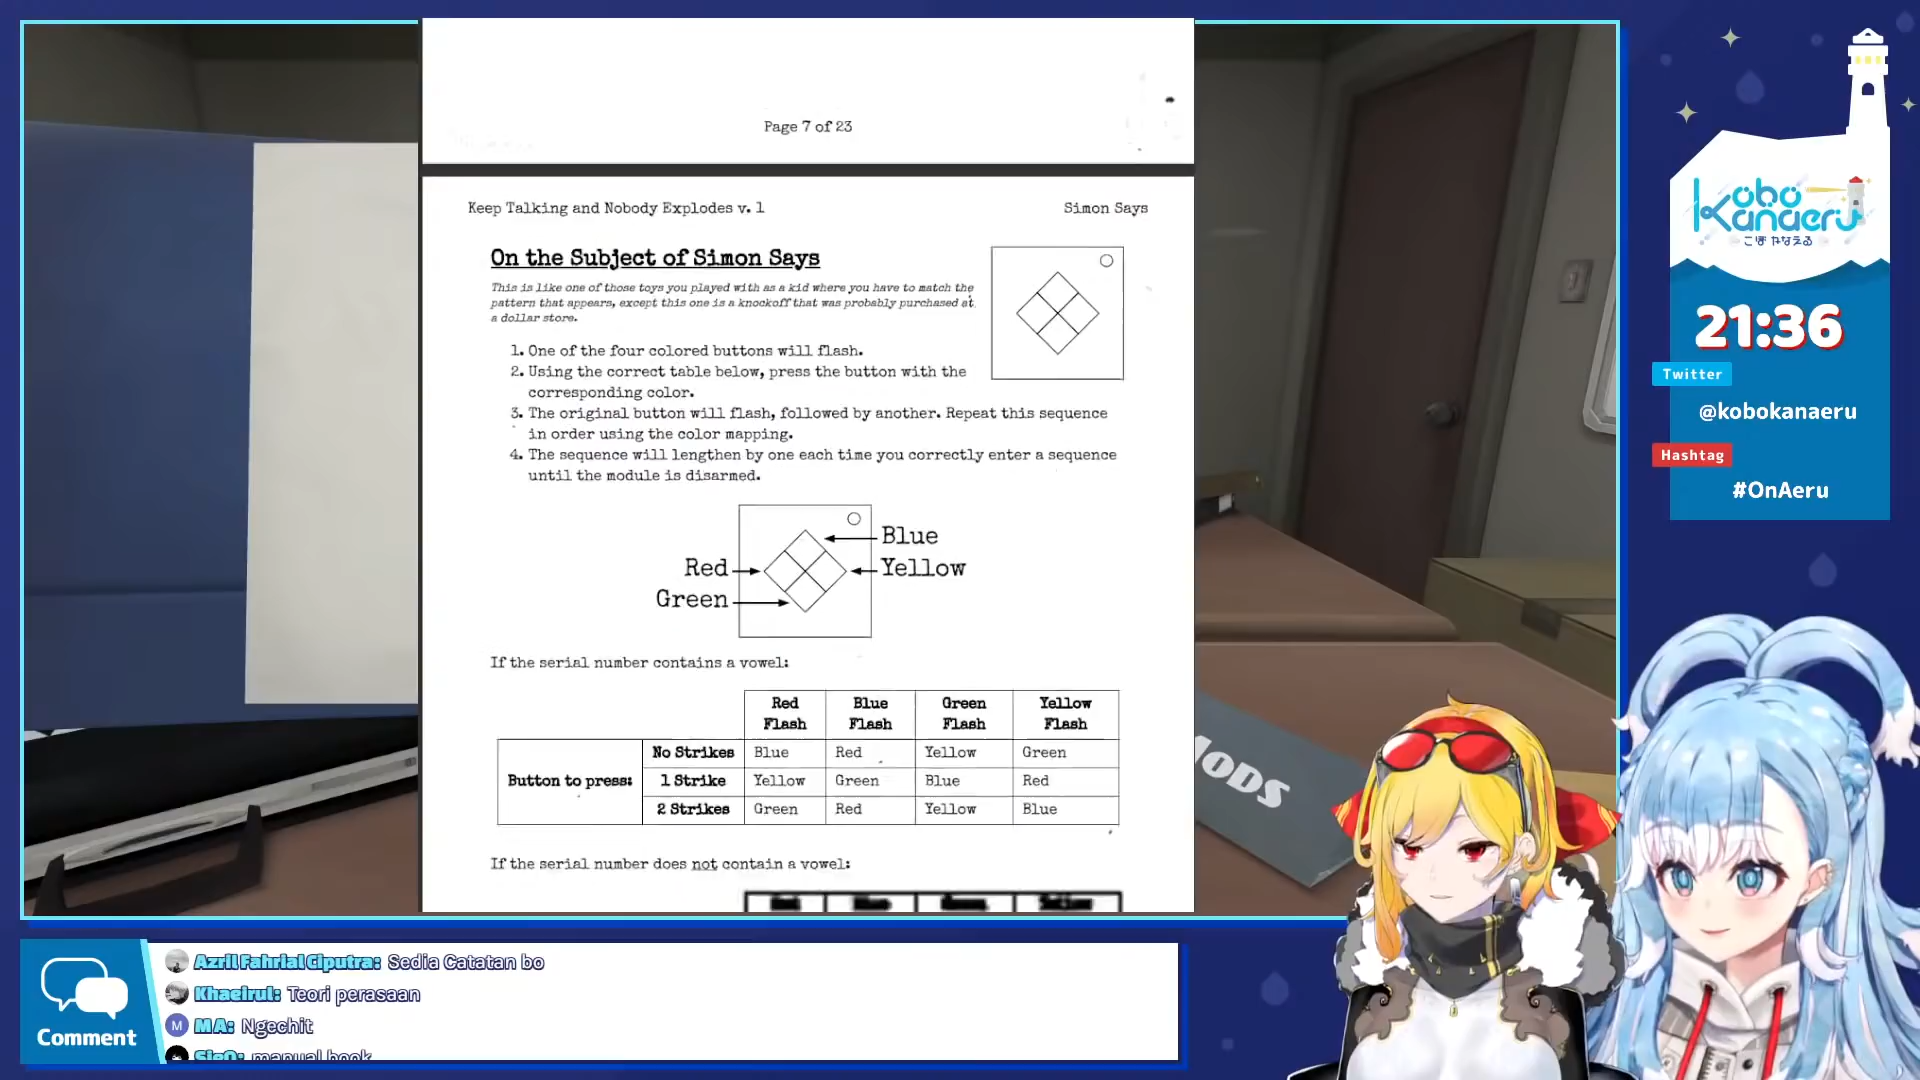 Page 7 of 23
Keep Talking and Nobody Explodes v. 1
Simon Says
On the Subject of Simon Says
This is like one of those toys you played with as a kid where you have to match the
pattern that appears, except this one is a knockoff that was probably purchased at
a dollar store.
1. One of the four colored buttons will flash.
2. Using the correct table below, press the button with the
corresponding color.
3. The original button will flash, followed by another. Repeat this sequence
in order using the color mapping.
4. The sequence will lengthen by one each time you correctly enter a sequence
until the module is disarmed.
Blue
Red
Yellow
Green
If the serial number contains a vowel:
Red Flash Blue Flash Green Flash Yellow Flash
Button to press:
No Strikes Blue Red Yellow Green
1 Strike Yellow Green Blue Red
2 Strikes Green Red Yellow Blue
If the serial number does not contain a vowel:
MODS
Kobo
Kanaeru
こぼ かなえる
21:36
Twitter
@kobokanaeru
Hashtag
#OnAeru
Comment
Azril Fahrial Ciputra: Sedia Catatan bo
Khaeirul: Teori perasaan
M
MA: Ngechit
manual book